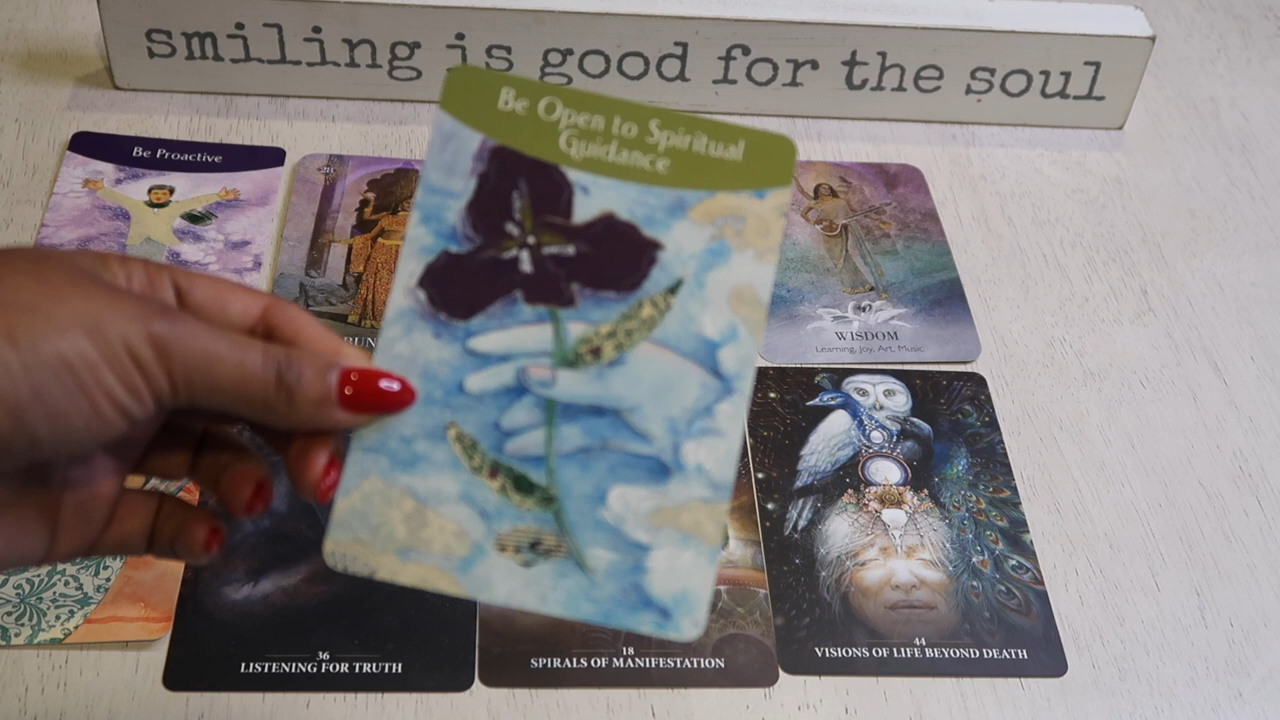 smiling is good for the soul
Be Open to Spiritual
Guidance
Be Proactive
WISDOM
Learning, Joy, Art, Music
36
LISTENING FOR TRUTH
18
SPIRALS OF MANIFESTATION
44
VISIONS OF LIFE BEYOND DEATH